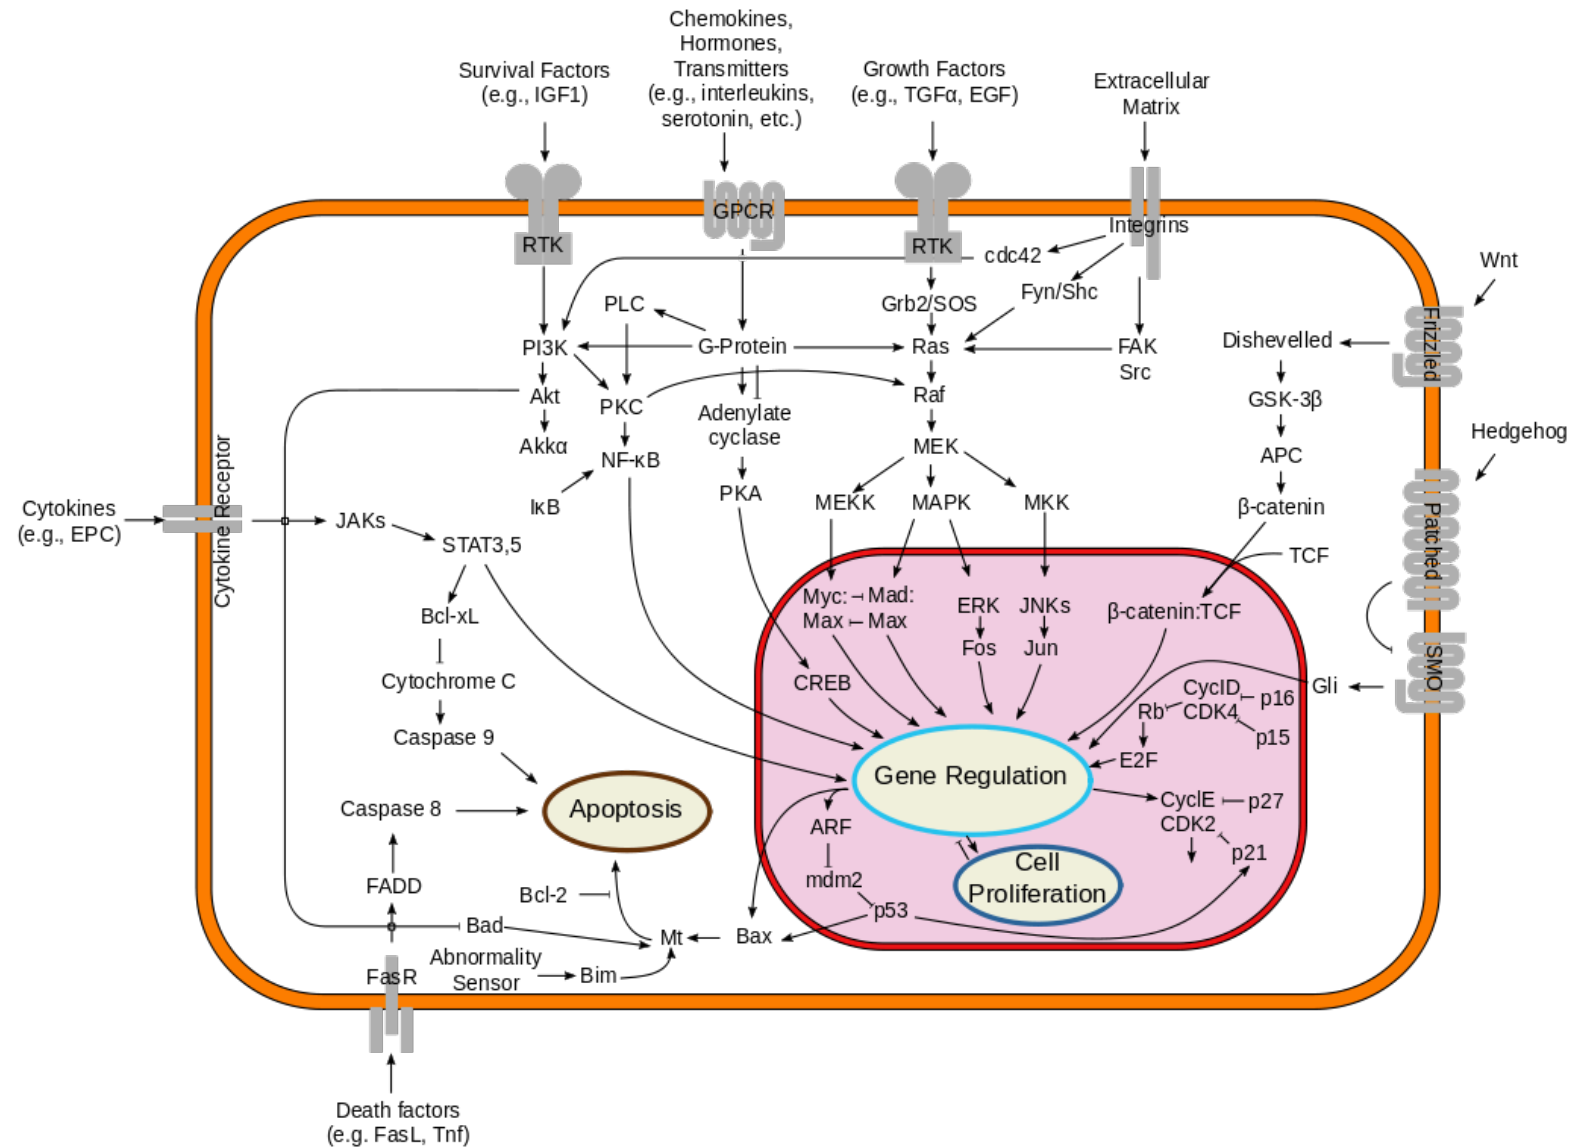 Chemokines,
Hormones,
Transmitters
(e.g., interleukins,
serotonin, etc.)
Survival Factors
(e.g., IGF1)
Growth Factors
(e.g., TGFα, EGF)
Extracellular
Matrix
RTK
GPCR
RTK
Integrins
cdc42
Fyn/Shc
Wnt
Frizzled
PLC
Grb2/SOS
Dishevelled
PI3K
G-Protein
Ras
FAK
Src
Akt
PKC
Adenylate
cyclase
Raf
GSK-3β
Hedgehog
Akkα
NF-κB
MEK
APC
Cytokine Receptor
Patched
IκB
PKA
MEKK
MAPK
MKK
β-catenin
Cytokines
(e.g., EPC)
JAKs
STAT3,5
TCF
Myc:
Mad:
Max
Max
ERK
JNKs
β-catenin:TCF
Bcl-xL
Fos
Jun
SMO
Cytochrome C
CREB
CyclD
CDK4
p16
Gli
Rb
p15
Caspase 9
E2F
Gene Regulation
Caspase 8
Apoptosis
ARF
CyclE
CDK2
p27
p21
FADD
Bcl-2
mdm2
Cell
Proliferation
p53
Bad
Mt
Bax
Abnormality
Sensor
Bim
FasR
Death factors
(e.g. FasL, Tnf)